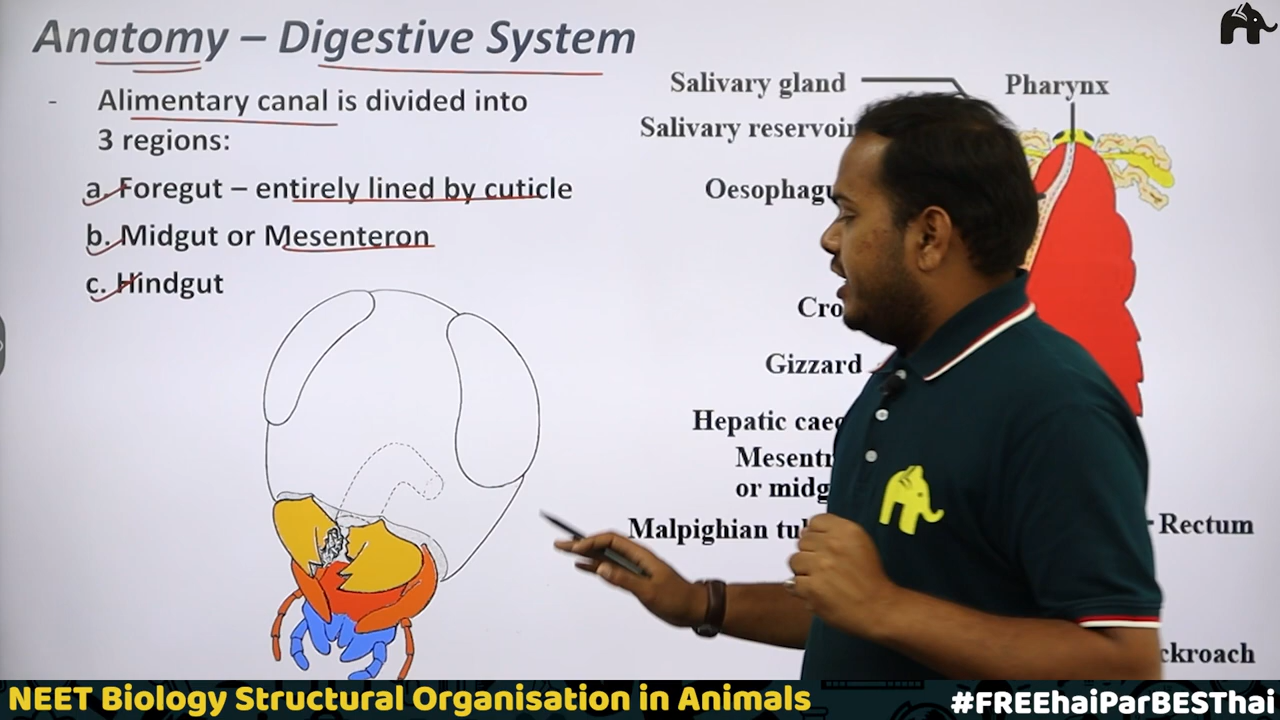 Anatomy – Digestive System
- Alimentary canal is divided into
3 regions:
a. Foregut – entirely lined by cuticle
b. Midgut or Mesenteron
c. Hindgut
Salivary gland
Pharynx
Salivary reservoir
Oesophagu
Cro
Gizzard
Hepatic caec
Mesentr
or midg
Malpighian tu
Rectum
ckroach
NEET Biology Structural Organisation in Animals
#FREEhaiParBESThai